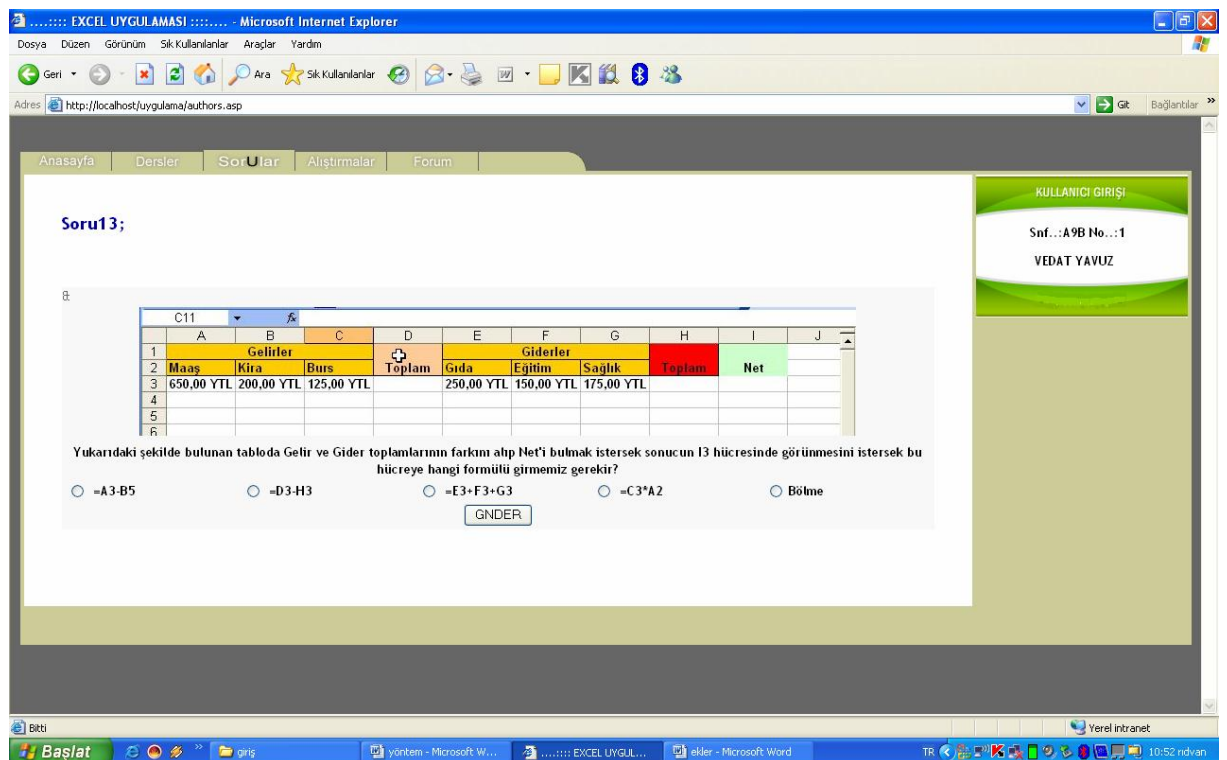 ....:::: EXCEL UYGULAMASI ::::.... - Microsoft Internet Explorer
Dosya Düzen Görünüm Sık Kullanılanlar Araçlar Yardım
Geri Ara Sık Kullanılanlar
Adres http://localhost/uygulama/authors.asp Git Bağlantılar »
Anasayfa Dersler SorUlar Alıştırmalar Forum
KULLANICI GIRIŞI
Snf..:A9B No..:1
VEDAT YAVUZ
Soru13;
C11 fx
A B C D E F G H I J
1 Gelirler Giderler
2 Maaş Kira Burs Toplam Gıda Eğitim Sağlık Toplam Net
3 650,00 YTL 200,00 YTL 125,00 YTL 250,00 YTL 150,00 YTL 175,00 YTL
4
5
6
Yukarıdaki şekilde bulunan tabloda Gelir ve Gider toplamlarının farkını alıp Net'i bulmak istersek sonucun I3 hücresinde görünmesini istersek bu
hücreye hangi formülü girmemiz gerekir?
=A3-B5 =D3-H3 =E3+F3+G3 =C3*A2 Bölme
GNDER
Bitti Yerel intranet
Başlat » giriş yöntem - Microsoft W... ....:::: EXCEL UYGUL... ekler - Microsoft Word TR 10:52 rıdvan